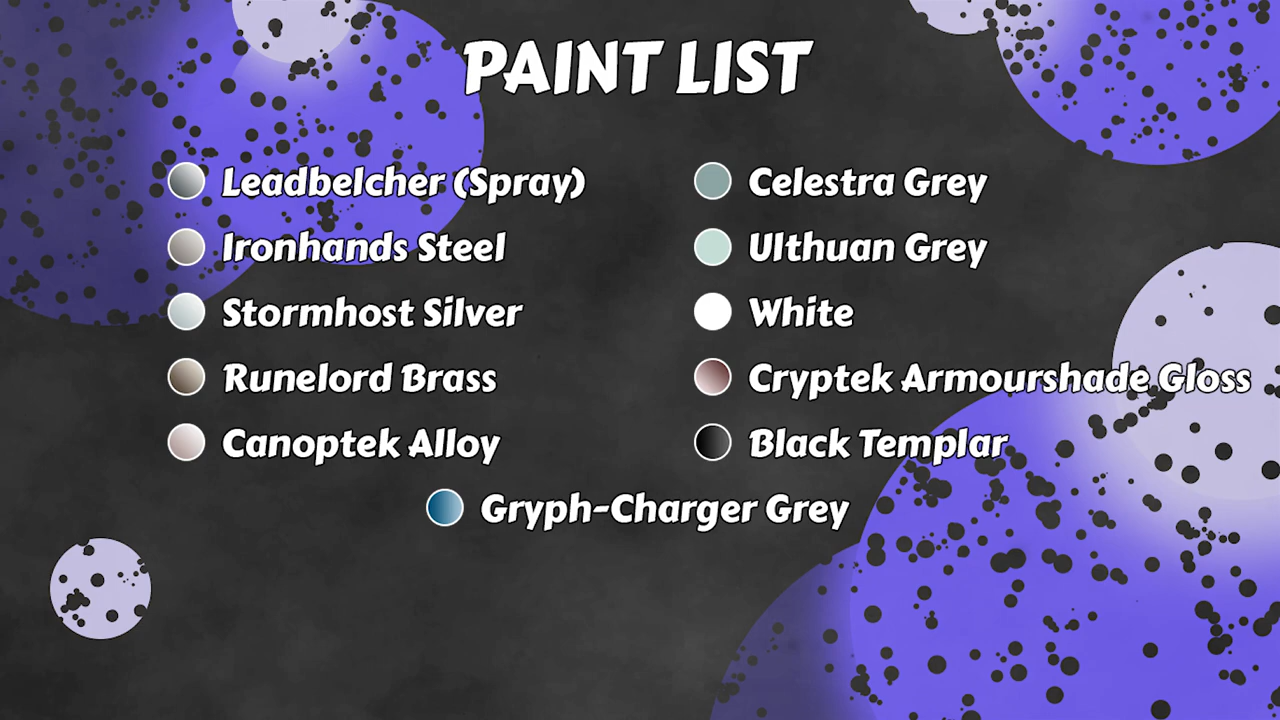 PAINT LIST
Leadbelcher (Spray)
Ironhands Steel
Stormhost Silver
Runelord Brass
Canoptek Alloy
Celestra Grey
Ulthuan Grey
White
Cryptek Armourshade Gloss
Black Templar
Gryph-Charger Grey